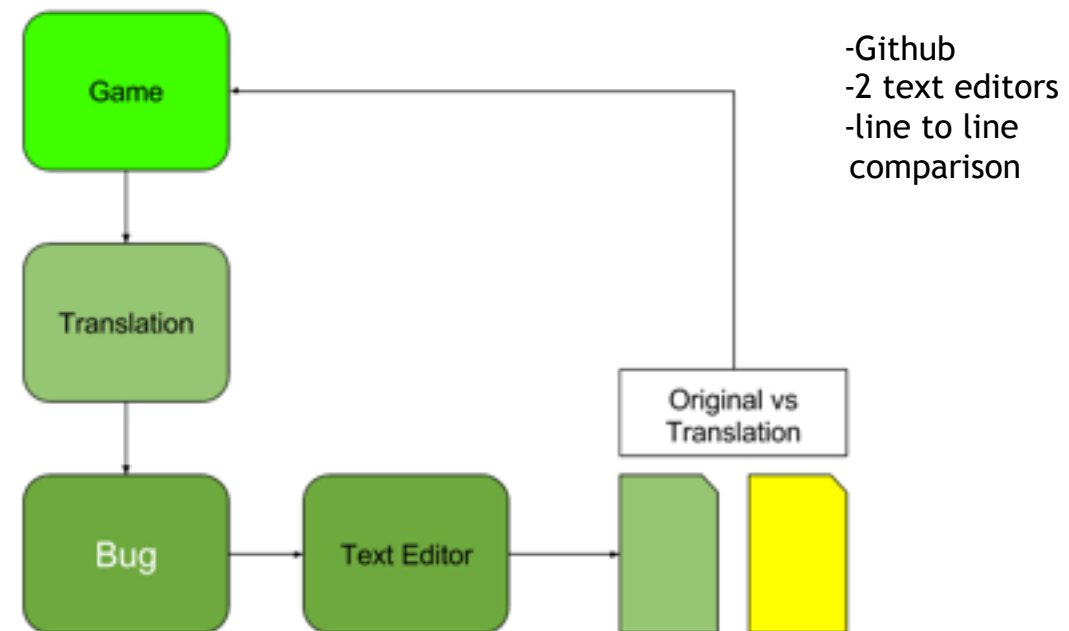 Game
-Github
-2 text editors
-line to line
comparison
Translation
Original vs
Translation
Bug
Text Editor